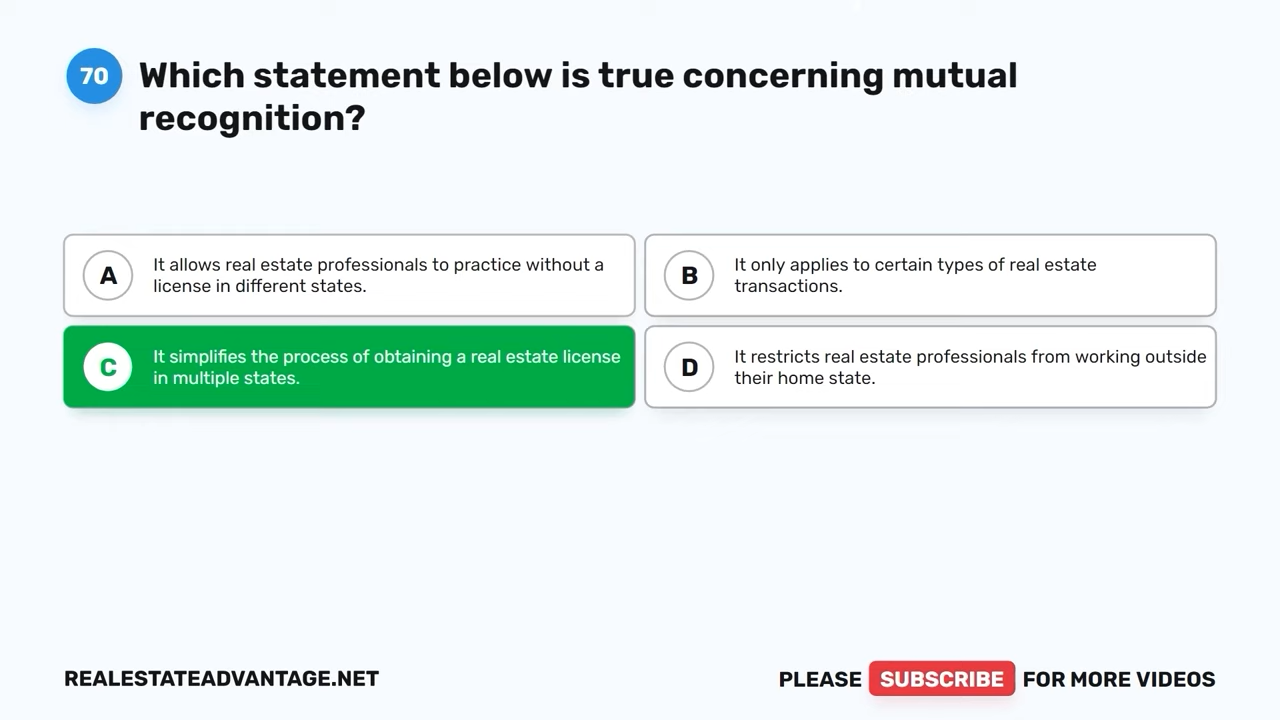 70
Which statement below is true concerning mutual
recognition?
A
It allows real estate professionals to practice without a
license in different states.
B
It only applies to certain types of real estate
transactions.
C
It simplifies the process of obtaining a real estate license
in multiple states.
D
It restricts real estate professionals from working outside
their home state.
REALESTATEADVANTAGE.NET
PLEASE SUBSCRIBE FOR MORE VIDEOS